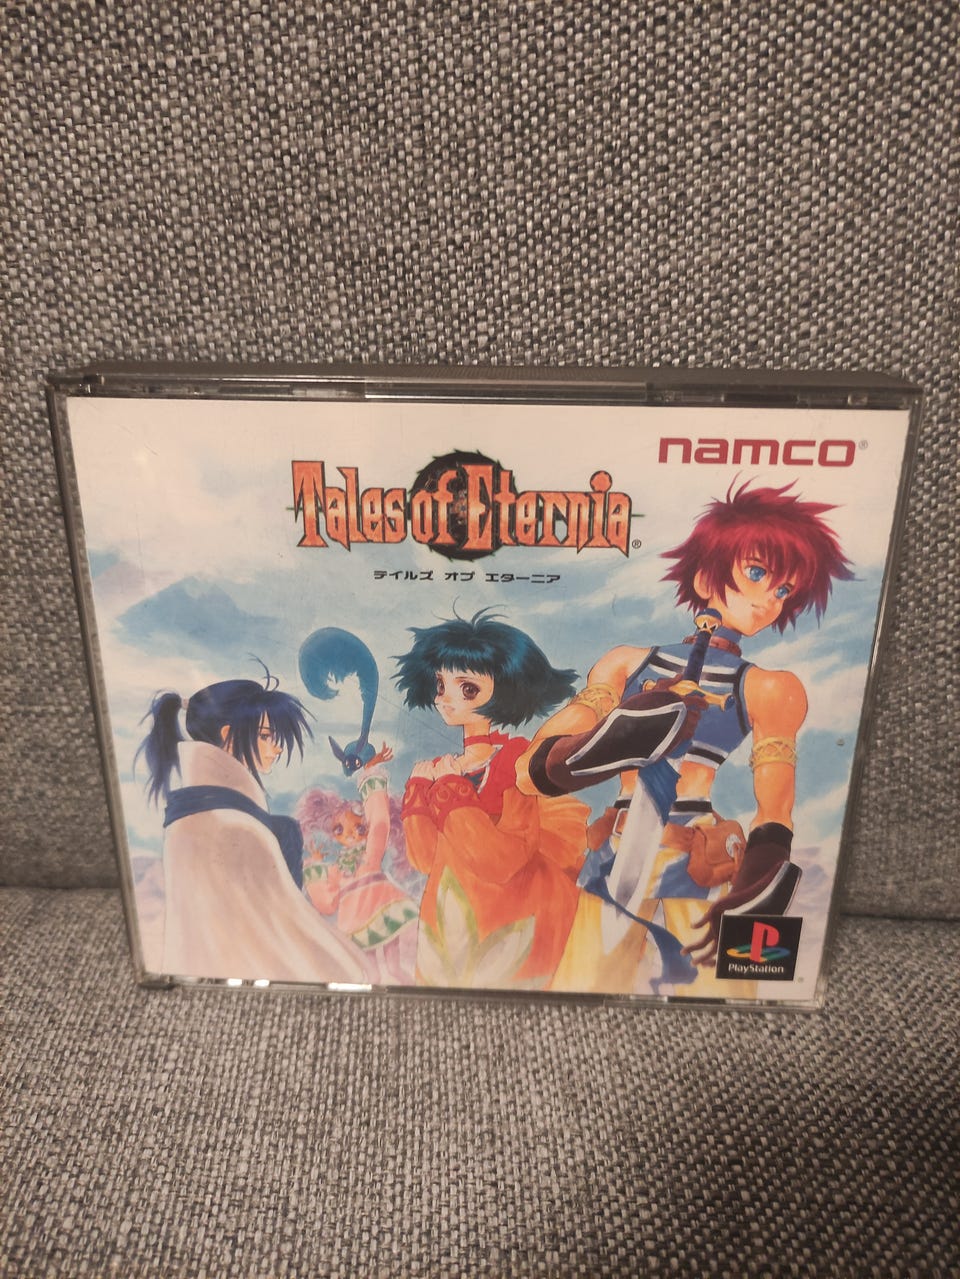 namco®
Tales of Eternia®
テイルズ オブ エターニア
PlayStation